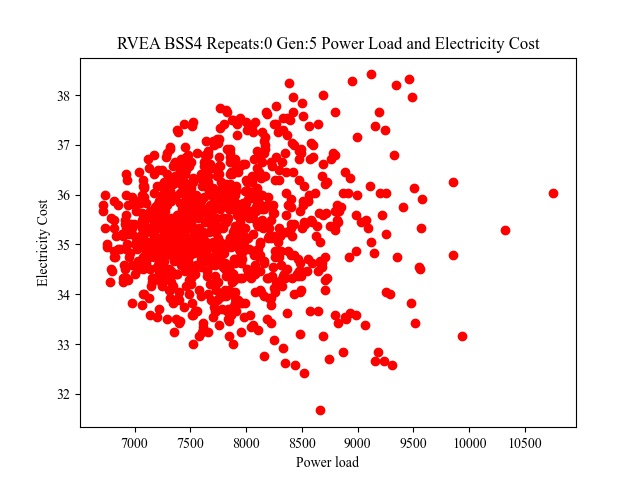 RVEA BSS4 Repeats:0 Gen:5 Power Load and Electricity Cost
38
37
36
35
34
33
32
Electricity Cost
7000 7500 8000 8500 9000 9500 10000 10500
Power load